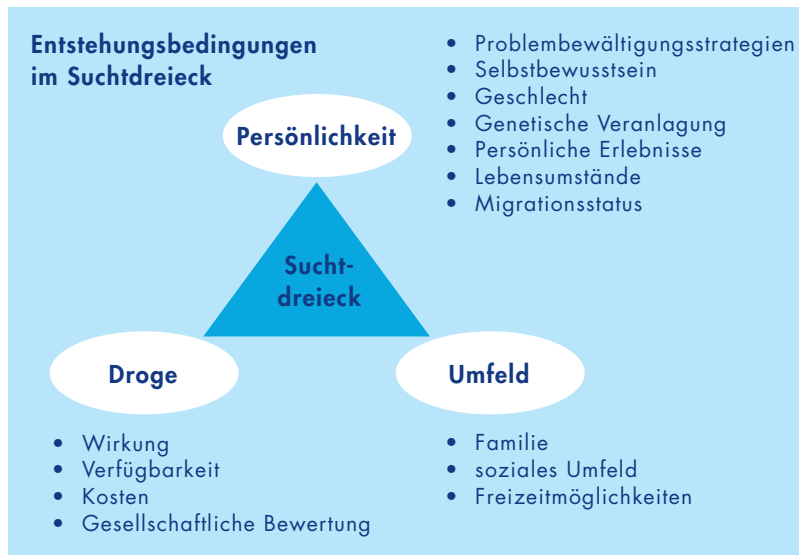 Entstehungsbedingungen
im Suchtdreieck
• Problembewältigungsstrategien
• Selbstbewusstsein
• Geschlecht
• Genetische Veranlagung
• Persönliche Erlebnisse
• Lebensumstände
• Migrationsstatus
Persönlichkeit
Sucht-
dreieck
Droge
Umfeld
• Wirkung
• Verfügbarkeit
• Kosten
• Gesellschaftliche Bewertung
• Familie
• soziales Umfeld
• Freizeitmöglichkeiten